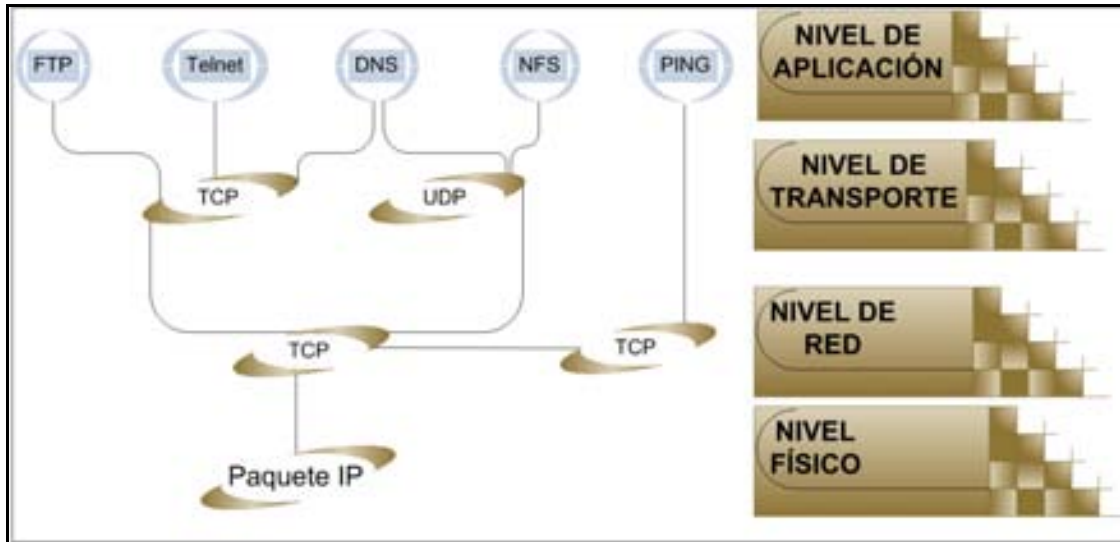 FTP
Telnet
DNS
NFS
PING
NIVEL DE
APLICACIÓN
TCP
UDP
NIVEL DE
TRANSPORTE
TCP
TCP
NIVEL DE
RED
Paquete IP
NIVEL
FÍSICO